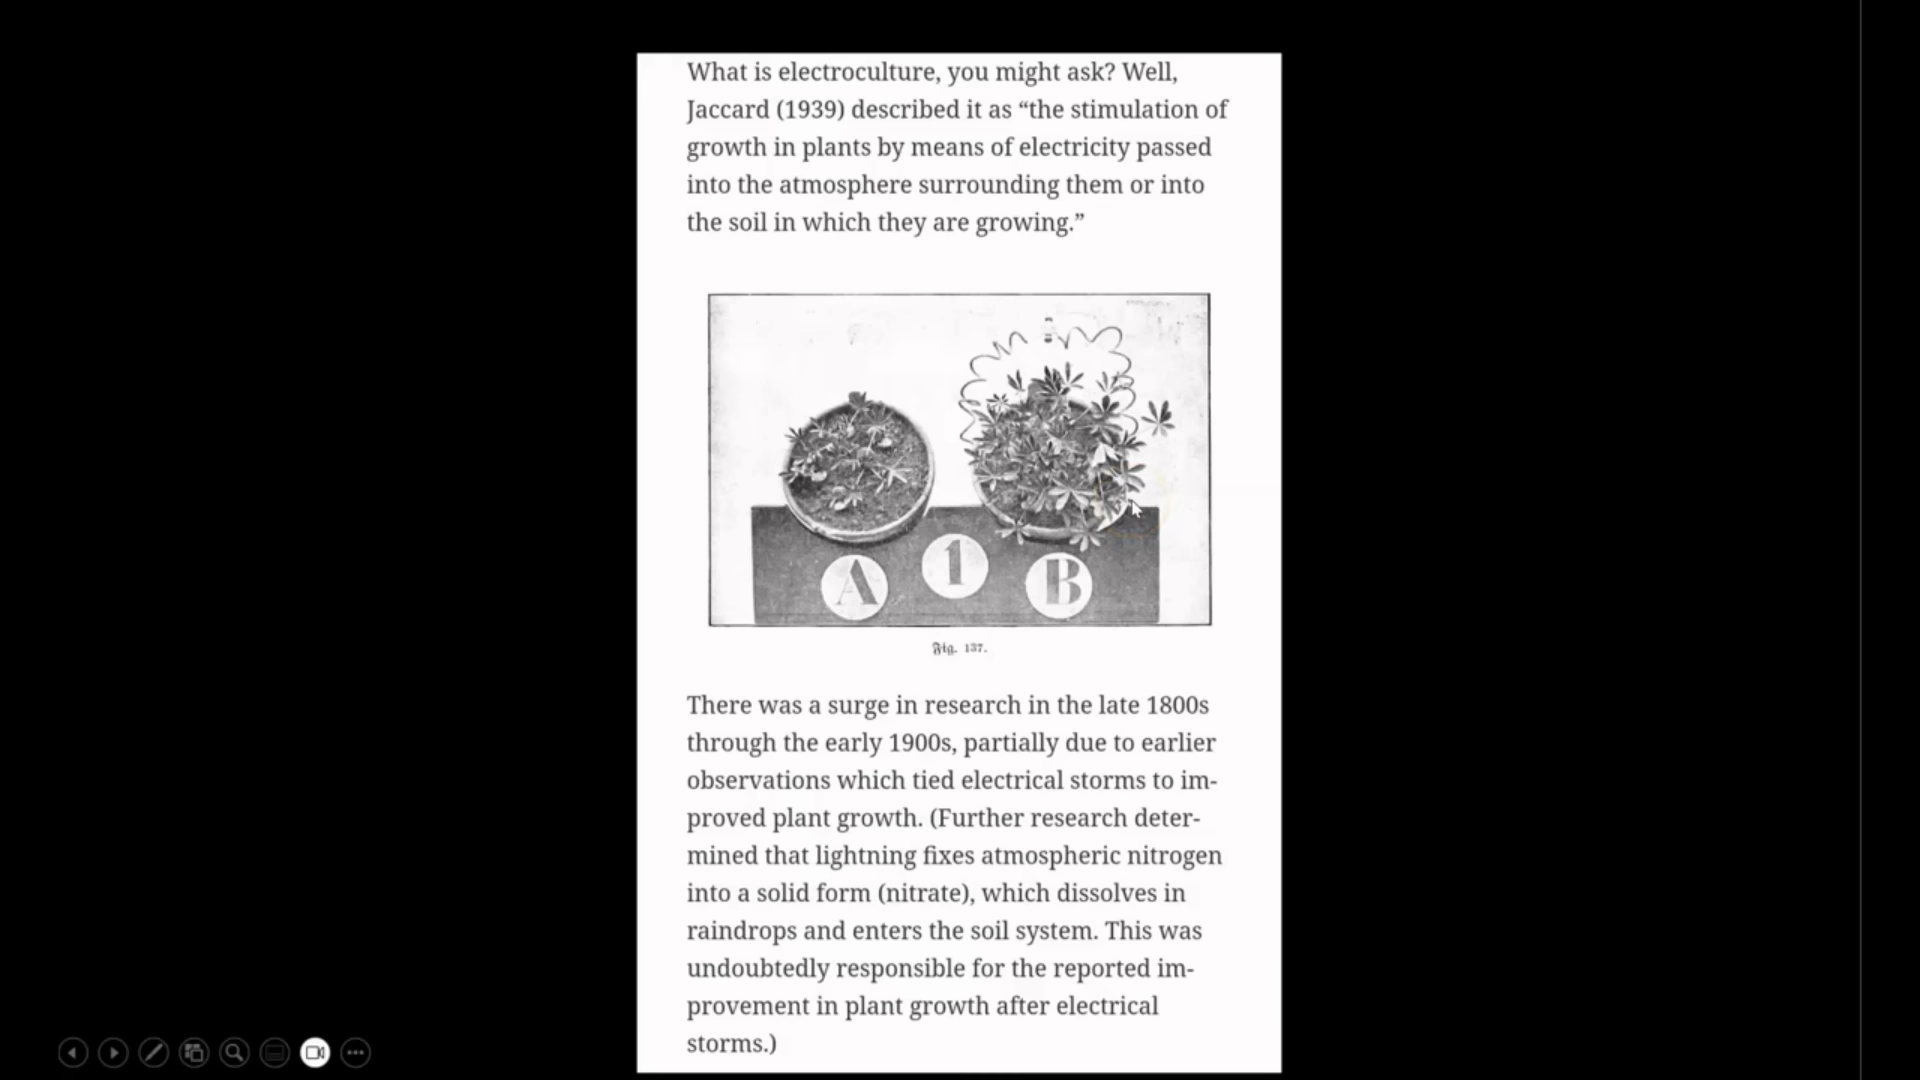 What is electroculture, you might ask? Well,
Jaccard (1939) described it as “the stimulation of
growth in plants by means of electricity passed
into the atmosphere surrounding them or into
the soil in which they are growing.”
A 1 B
Fig. 137.
There was a surge in research in the late 1800s
through the early 1900s, partially due to earlier
observations which tied electrical storms to im-
proved plant growth. (Further research deter-
mined that lightning fixes atmospheric nitrogen
into a solid form (nitrate), which dissolves in
raindrops and enters the soil system. This was
undoubtedly responsible for the reported im-
provement in plant growth after electrical
storms.)